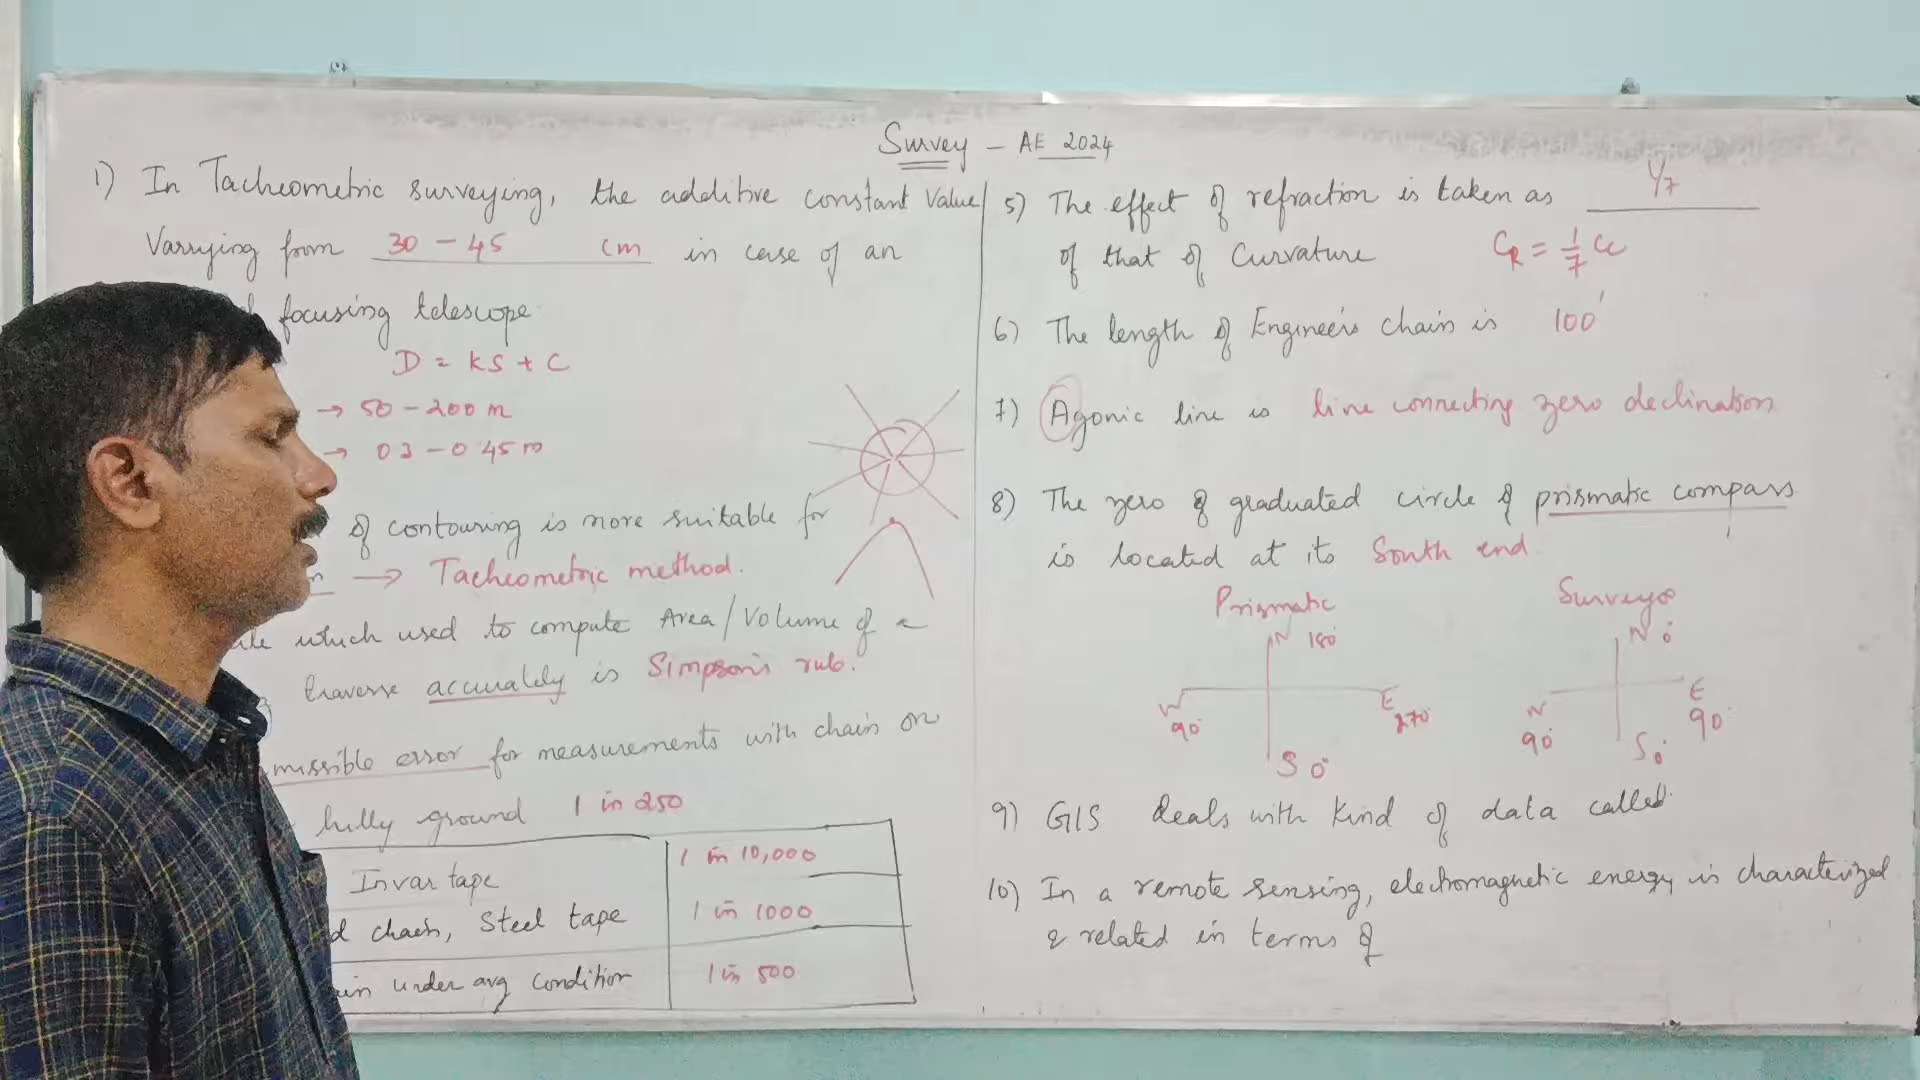 Survey - AE 2024
1) In Tacheometric surveying, the additive constant Value
Varrying from 30 - 45 cm in case of an
focusing telescope
D = KS + C
→ 50 - 200 m
→ 03 - 0.45 m
of contouring is more suitable for
→ Tacheometric method.
which used to compute Area/Volume of a
traverse accurately is Simpson's rule.
missible error for measurements with chain on
hilly ground 1 in 250
Invar tape 1 in 10,000
chain, Steel tape 1 in 1000
under avg condition 1 in 500
5) The effect of refraction is taken as 1/7
of that of Curvature CR = 1/7 Cc
6) The length of Engineer's chain is 100'
7) Agonic line is line connecting zero declination
8) The zero of graduated circle of prismatic compass
is located at its South end
Prismatic
N 180°
W 90°
E 270°
S 0°
Surveyor
N 0°
W 90°
E 90°
S 0°
9) GIS deals with kind of data called
10) In a remote sensing, electromagnetic energy is characterized
& related in terms of